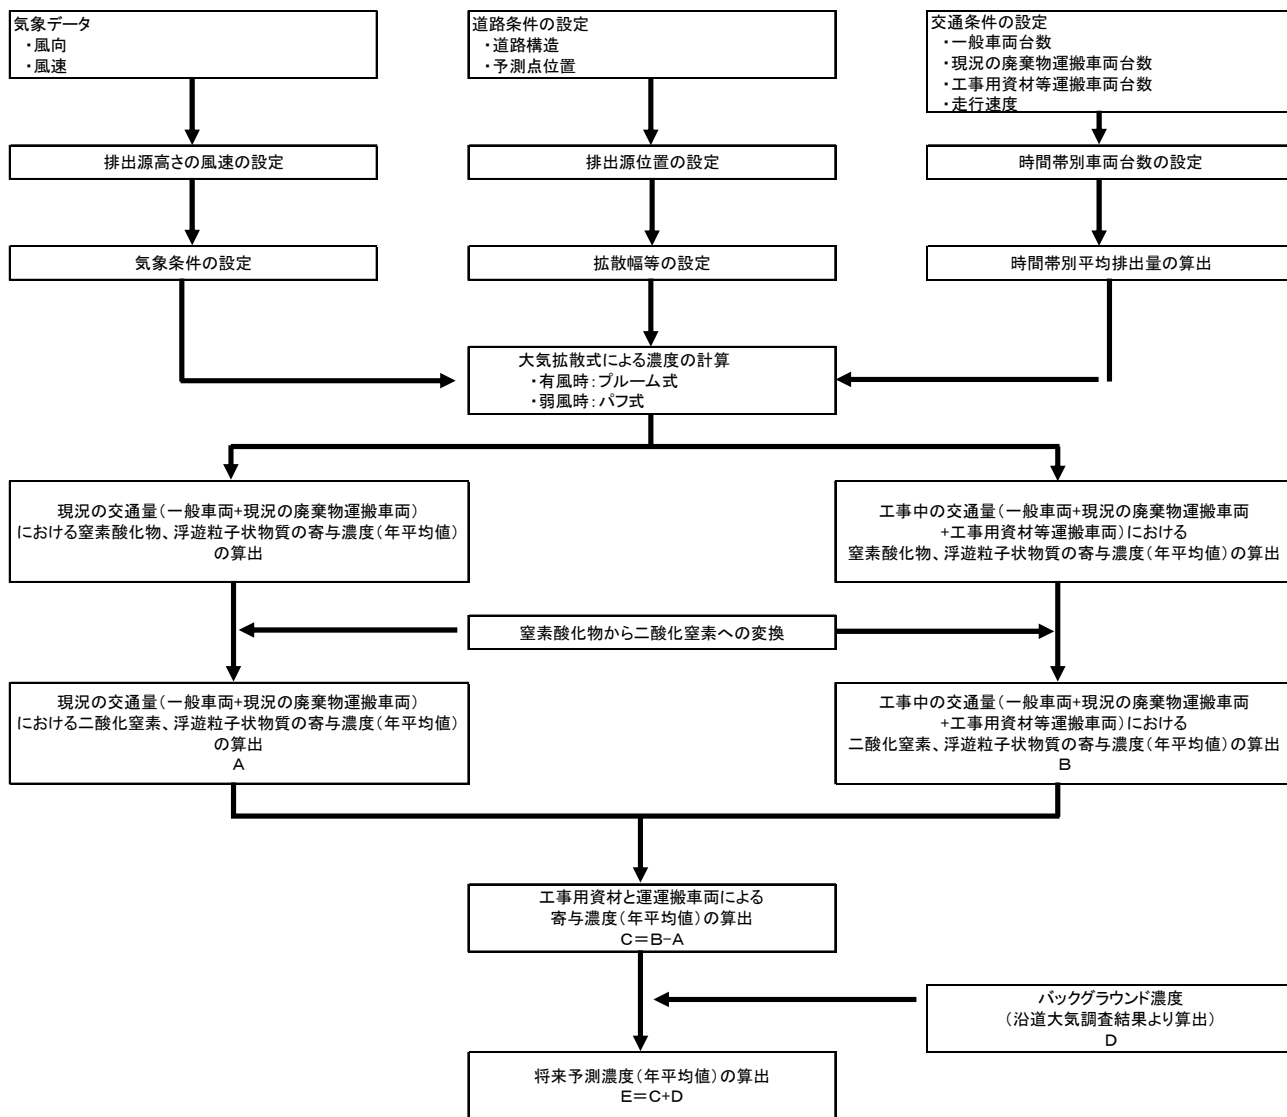 気象データ
・風向
・風速
道路条件の設定
・道路構造
・予測点位置
交通条件の設定
・一般車両台数
・現況の廃棄物運搬車両台数
・工事用資材等運搬車両台数
・走行速度
排出源高さの風速の設定
排出源位置の設定
時間帯別車両台数の設定
気象条件の設定
拡散幅等の設定
時間帯別平均排出量の算出
大気拡散式による濃度の計算
・有風時：プルーム式
・弱風時：パフ式
現況の交通量（一般車両+現況の廃棄物運搬車両）
における窒素酸化物、浮遊粒子状物質の寄与濃度（年平均値）
の算出
工事中の交通量（一般車両+現況の廃棄物運搬車両
+工事用資材等運搬車両）における
窒素酸化物、浮遊粒子状物質の寄与濃度（年平均値）の算出
窒素酸化物から二酸化窒素への変換
現況の交通量（一般車両+現況の廃棄物運搬車両）
における二酸化窒素、浮遊粒子状物質の寄与濃度（年平均値）
の算出
A
工事中の交通量（一般車両+現況の廃棄物運搬車両
+工事用資材等運搬車両）における
二酸化窒素、浮遊粒子状物質の寄与濃度（年平均値）の算出
B
工事用資材と運運搬車両による
寄与濃度（年平均値）の算出
C＝B-A
バックグラウンド濃度
（沿道大気調査結果より算出）
D
将来予測濃度（年平均値）の算出
E＝C+D